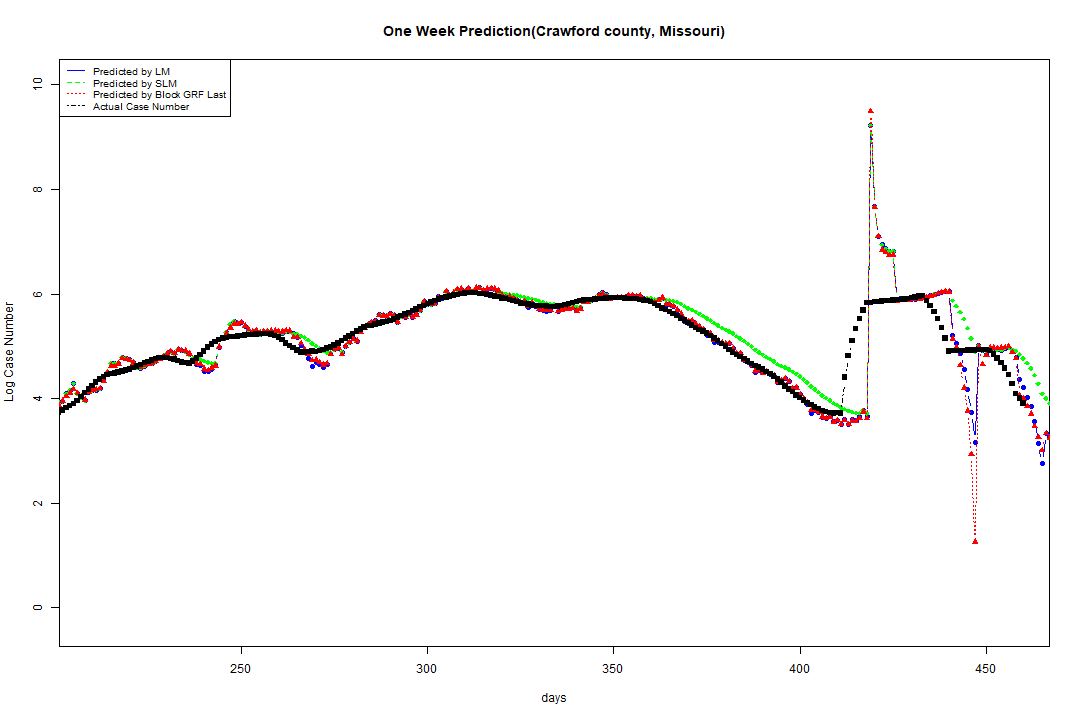 One Week Prediction(Crawford county, Missouri)
Predicted by LM
Predicted by SLM
Predicted by Block GRF Last
Actual Case Number
10
8
6
4
2
0
Log Case Number
250 300 350 400 450
days